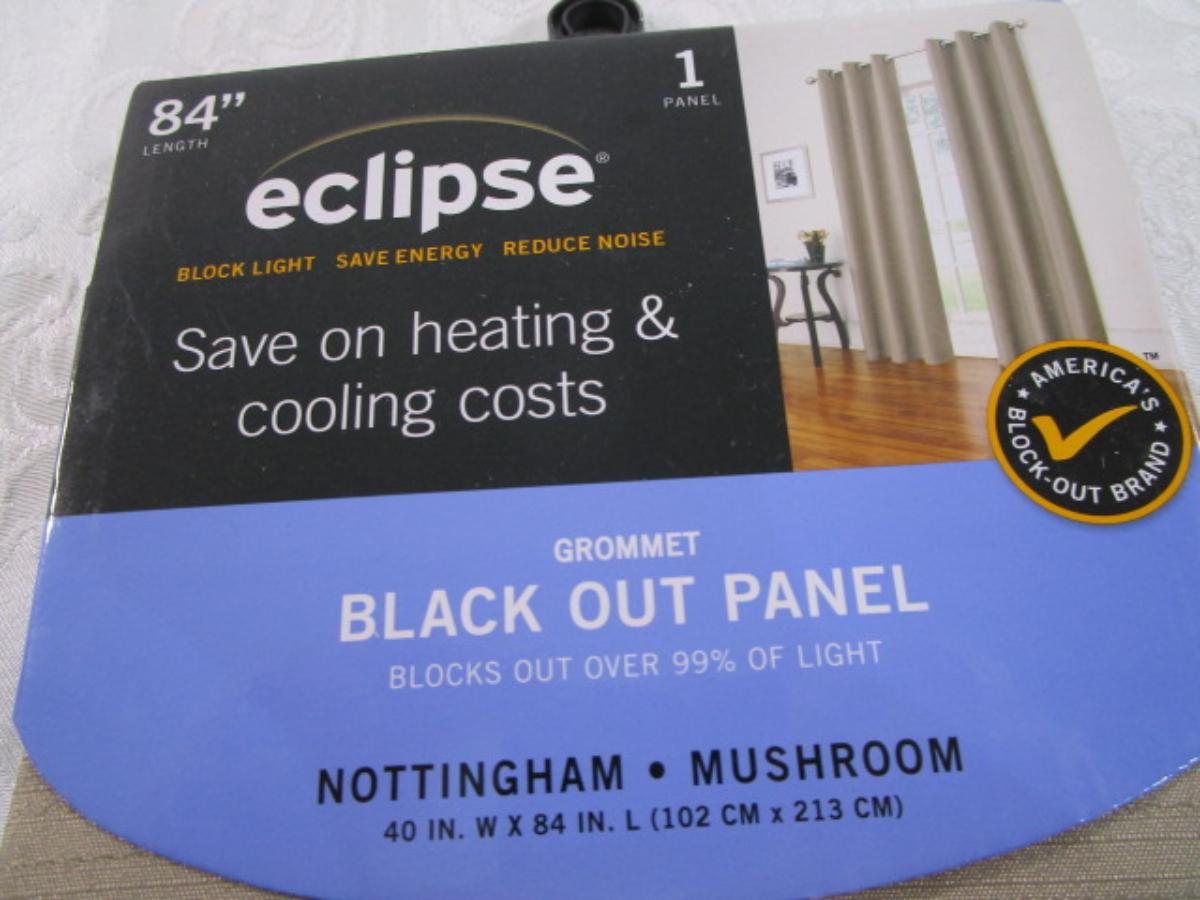 84”
LENGTH
1
PANEL
eclipse®
BLOCK LIGHT SAVE ENERGY REDUCE NOISE
Save on heating &
cooling costs
AMERICA'S
BLOCK-OUT BRAND
TM
GROMMET
BLACK OUT PANEL
BLOCKS OUT OVER 99% OF LIGHT
NOTTINGHAM • MUSHROOM
40 IN. W X 84 IN. L (102 CM x 213 CM)